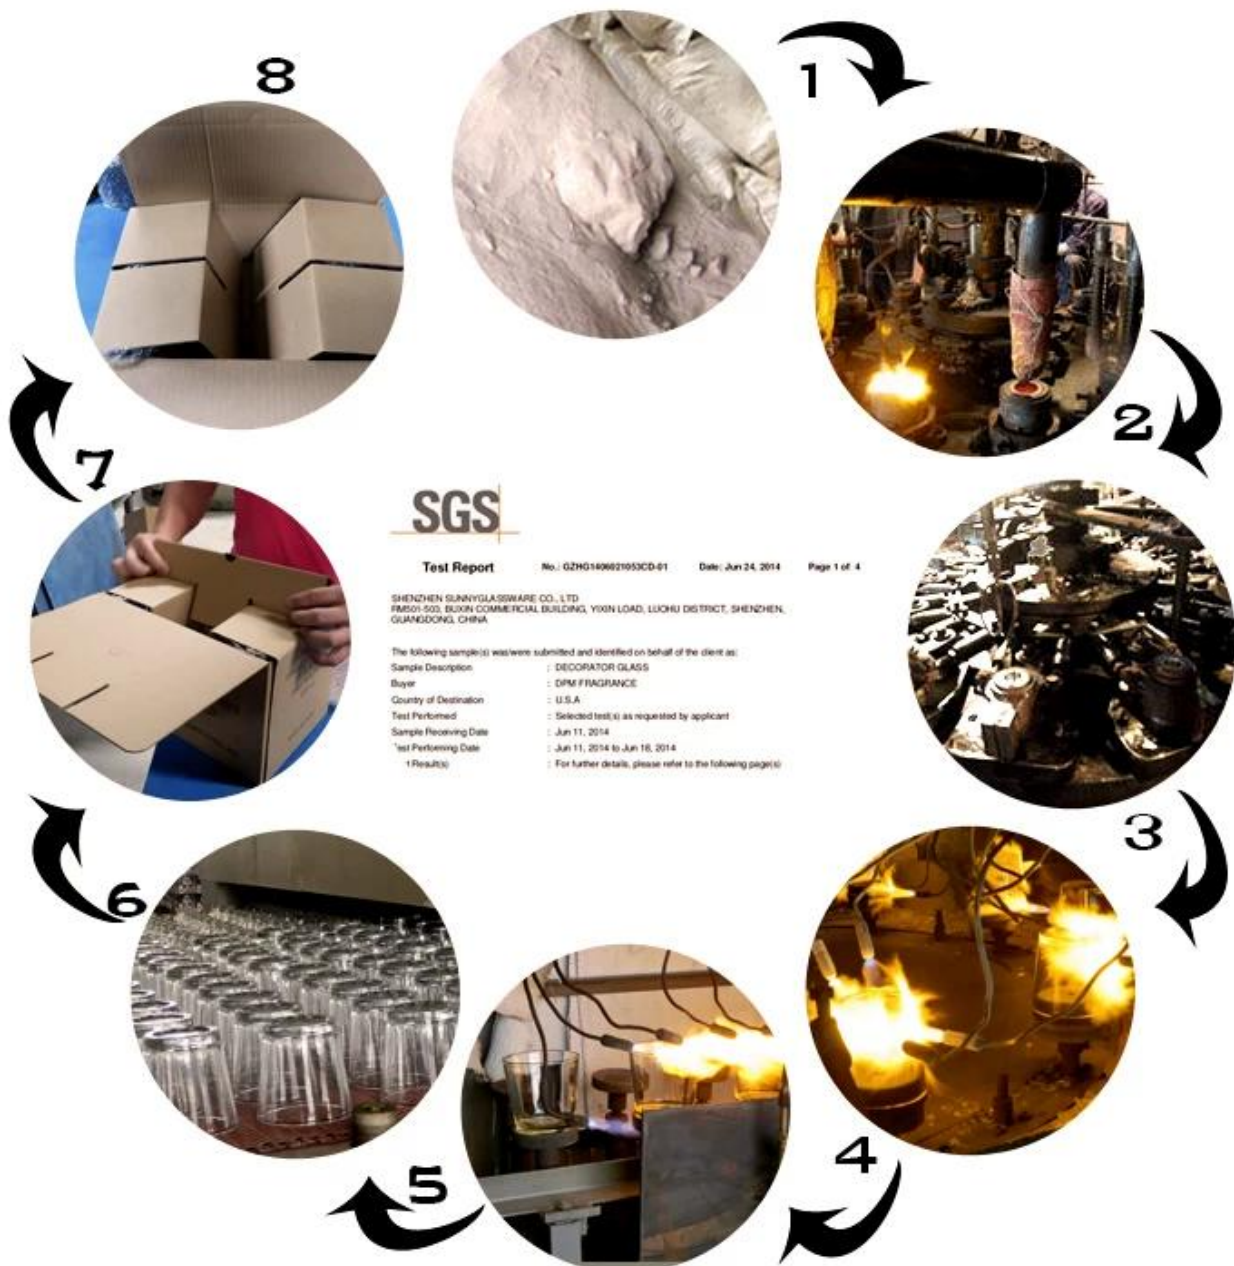 8
1
2
7
SGS
Test Report No.: GZHG1406021053CD-01 Date: Jun 24, 2014 Page 1 of 4
SHENZHEN SUNNYGLASSWARE CO., LTD
RM501-503, BUXIN COMMERCIAL BUILDING, YIXIN LOAD, LUOHU DISTRICT, SHENZHEN,
GUANGDONG, CHINA
The following sample(s) was/were submitted and identified on behalf of the client as:
Sample Description : DECORATOR GLASS
Buyer : DPM FRAGRANCE
Country of Destination : U.S.A
Test Performed : Selected test(s) as requested by applicant
Sample Receiving Date : Jun 11, 2014
Test Performing Date : Jun 11, 2014 to Jun 18, 2014
Result(s) : For further details, please refer to the following page(s)
3
6
4
5